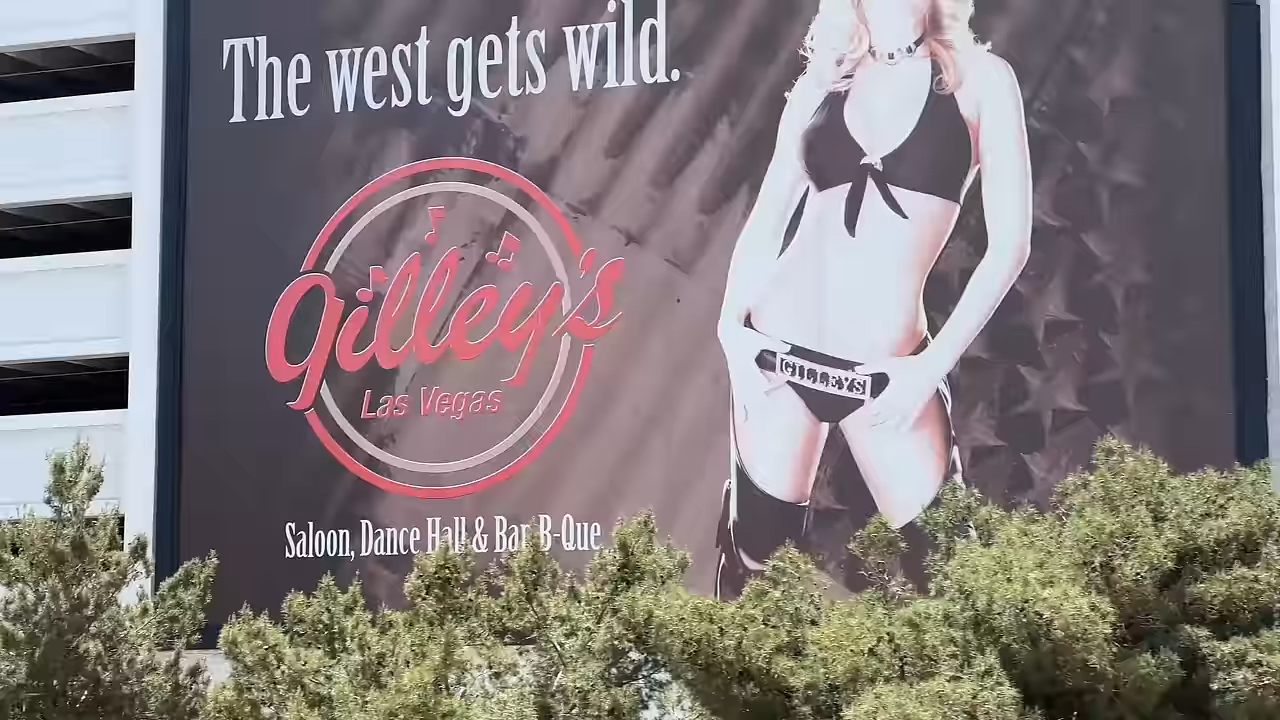 The west gets wild.
Gilley's
Las Vegas
Saloon, Dance Hall & Bar B-Que
GILLEYS